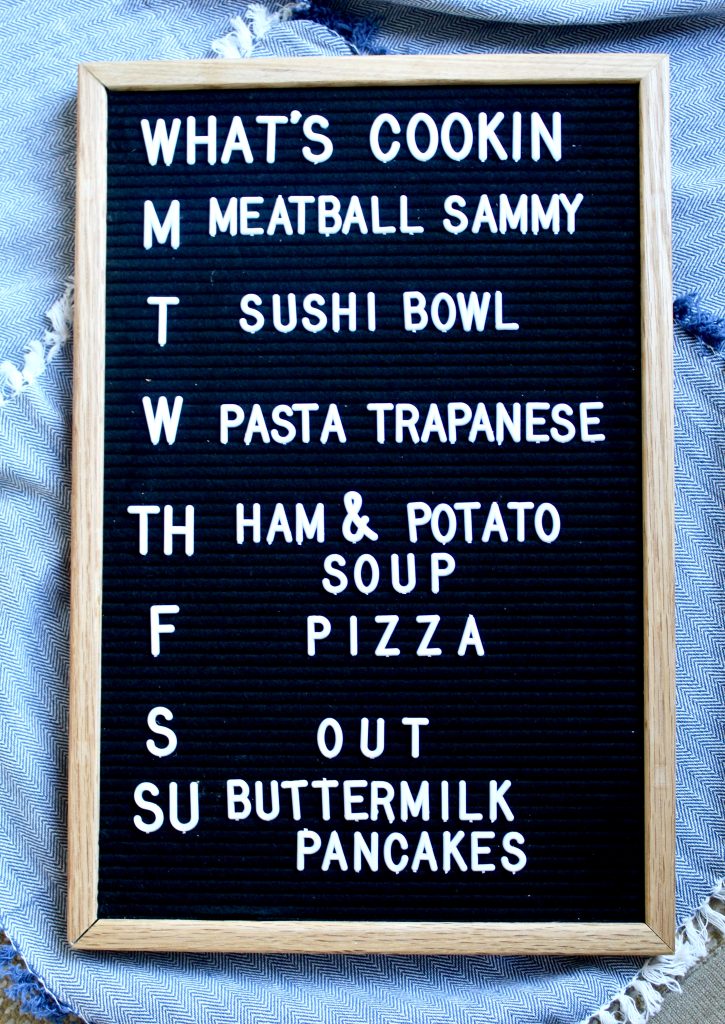 WHAT'S COOKIN
M MEATBALL SAMMY
T SUSHI BOWL
W PASTA TRAPANESE
TH HAM & POTATO
SOUP
F PIZZA
S OUT
SU BUTTERMILK
PANCAKES